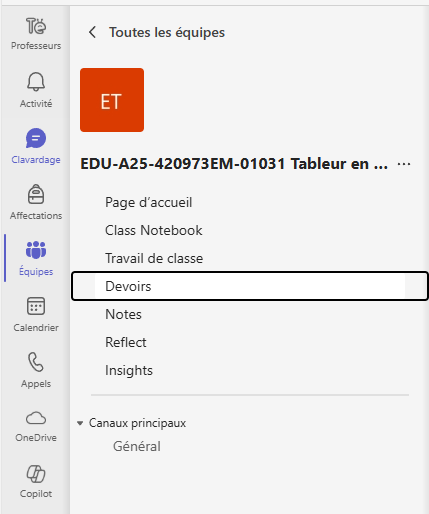 Professeurs
Activité
Clavardage
Affectations
Équipes
Calendrier
Appels
OneDrive
Copilot
Toutes les équipes
ET
EDU-A25-420973EM-01031 Tableur en ...
Page d’accueil
Class Notebook
Travail de classe
Devoirs
Notes
Reflect
Insights
Canaux principaux
Général